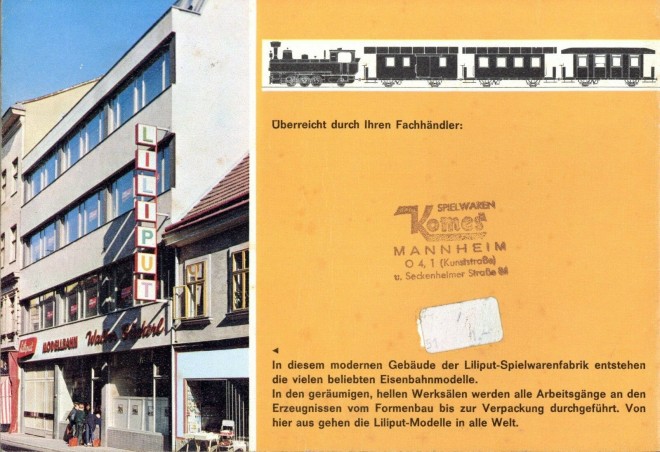 LILIPUT
MODELLBAHN
Überreicht durch Ihren Fachhändler:
SPIELWAREN
Komes
MANNHEIM
O 4, 1 (Kunststraße)
u. Seckenheimer Straße
In diesem modernen Gebäude der Liliput-Spielwarenfabrik entstehen
die vielen beliebten Eisenbahnmodelle.
In den geräumigen, hellen Werksälen werden alle Arbeitsgänge an den
Erzeugnissen vom Formenbau bis zur Verpackung durchgeführt. Von
hier aus gehen die Liliput-Modelle in alle Welt.